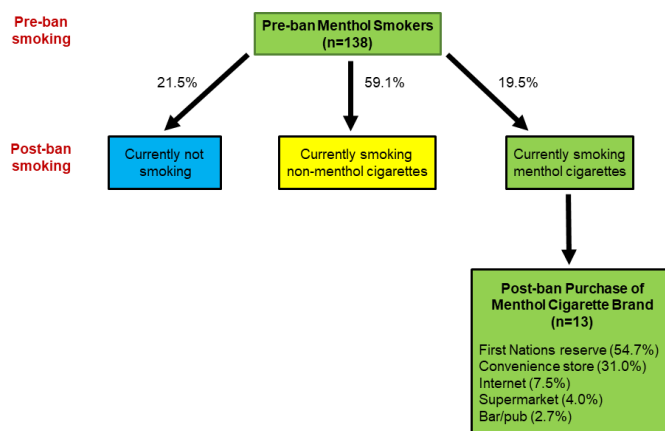 Pre-ban
smoking
Pre-ban Menthol Smokers
(n=138)
21.5%
59.1%
19.5%
Post-ban
smoking
Currently not
smoking
Currently smoking
non-menthol cigarettes
Currently smoking
menthol cigarettes
Post-ban Purchase of
Menthol Cigarette Brand
(n=13)
First Nations reserve (54.7%)
Convenience store (31.0%)
Internet (7.5%)
Supermarket (4.0%)
Bar/pub (2.7%)